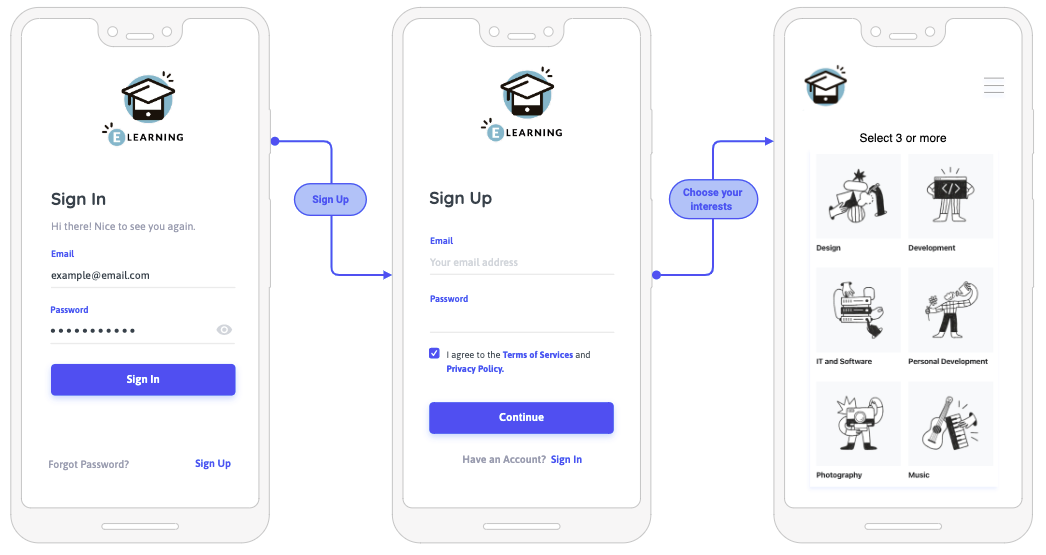 E LEARNING
Sign In
Hi there! Nice to see you again.
Email
example@email.com
Password
Sign In
Forgot Password? Sign Up
Sign Up
E LEARNING
Sign Up
Email
Your email address
Password
I agree to the Terms of Services and
Privacy Policy.
Continue
Have an Account? Sign In
Choose your
interests
Select 3 or more
</>
Design Development
IT and Software Personal Development
Photography Music